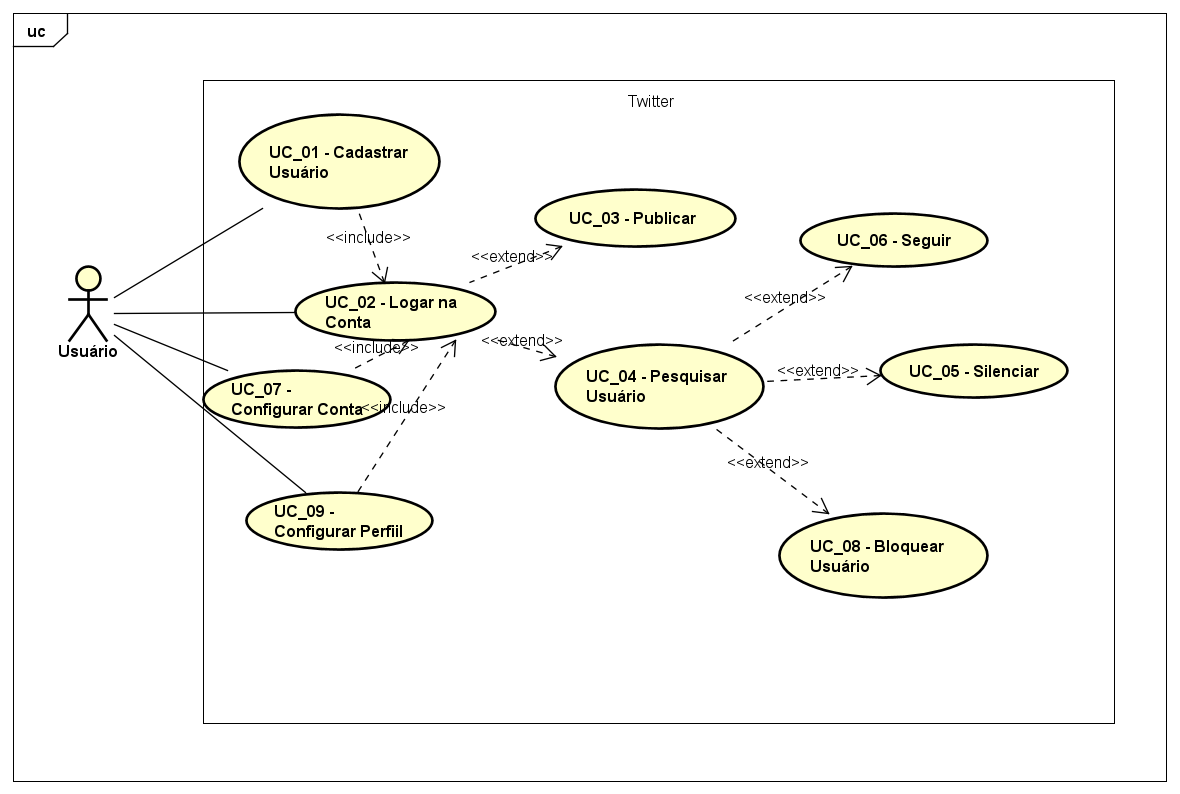 uc
Twitter
UC_01 - Cadastrar
Usuário
<<include>>
UC_03 - Publicar
<<extend>>
UC_06 - Seguir
UC_02 - Logar na
Conta
<<extend>>
<<extend>>
<<include>>
Usuário
UC_07 -
Configurar Conta
<<include>>
UC_04 - Pesquisar
Usuário
<<extend>>
UC_05 - Silenciar
<<extend>>
UC_09 -
Configurar Perfiil
UC_08 - Bloquear
Usuário